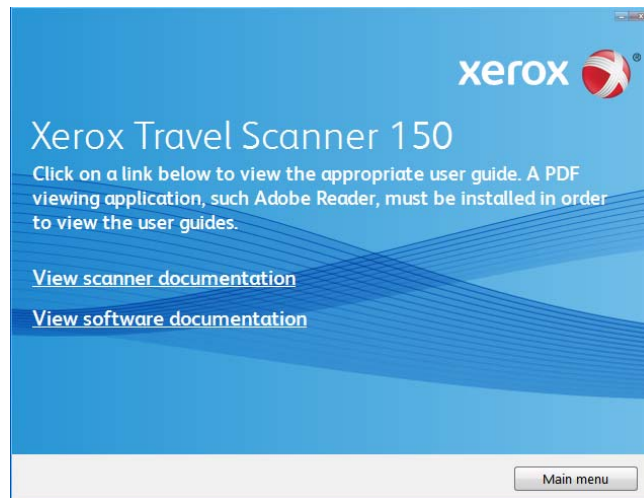 xerox ®
Xerox Travel Scanner 150
Click on a link below to view the appropriate user guide. A PDF
viewing application, such Adobe Reader, must be installed in order
to view the user guides.
View scanner documentation
View software documentation
Main menu